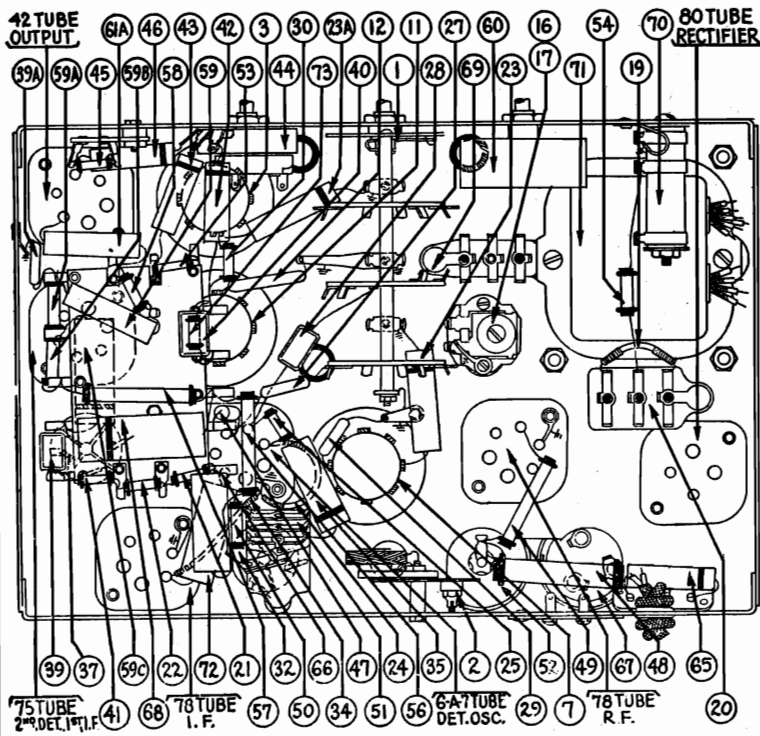 42 TUBE
OUTPUT
61A 46 43 42 3 30 23A 12 11 27 60 16 54 70
80 TUBE
RECTIFIER
39A 59A 45 59B 58 59 53 44 73 40 1 28 69 23 17 71 19
39 37 59C 22 72 21 32 66 47 24 35 2 25 52 49 67 48 65
41 68 57 50 34 51 56 29 7 20
75 TUBE
2ND. DET. 1ST, I.F.
78 TUBE
I. F.
6-A-7 TUBE
DET. OSC.
78 TUBE
R. F.